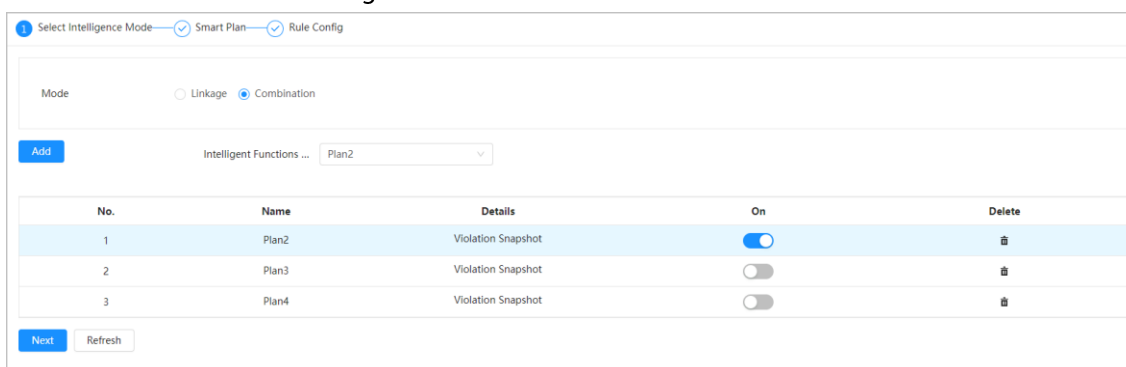 1 Select Intelligence Mode Smart Plan Rule Config
Mode Linkage Combination
Add Intelligent Functions ... Plan2
No. Name Details On Delete
1 Plan2 Violation Snapshot
2 Plan3 Violation Snapshot
3 Plan4 Violation Snapshot
Next Refresh